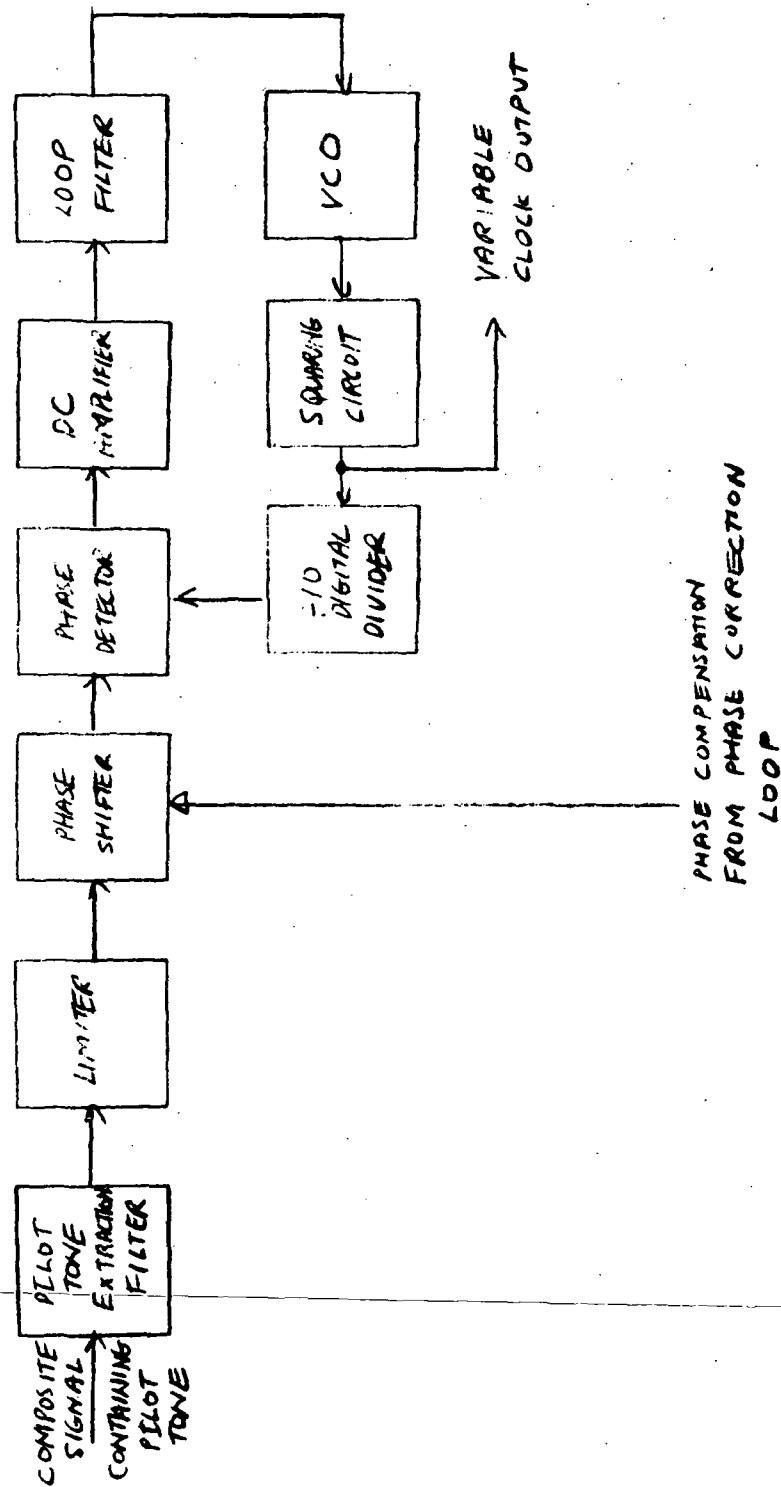 COMPOSITE
SIGNAL
CONTAINING
PILOT
TONE
PILOT
TONE
EXTRACTION
FILTER
LIMITER
PHASE
SHIFTER
PHASE
DETECTOR
DC
AMPLIFIER
LOOP
FILTER
÷10
DIGITAL
DIVIDER
SQUARING
CIRCUIT
VCO
VARIABLE
CLOCK OUTPUT
PHASE COMPENSATION
FROM PHASE CORRECTION
LOOP